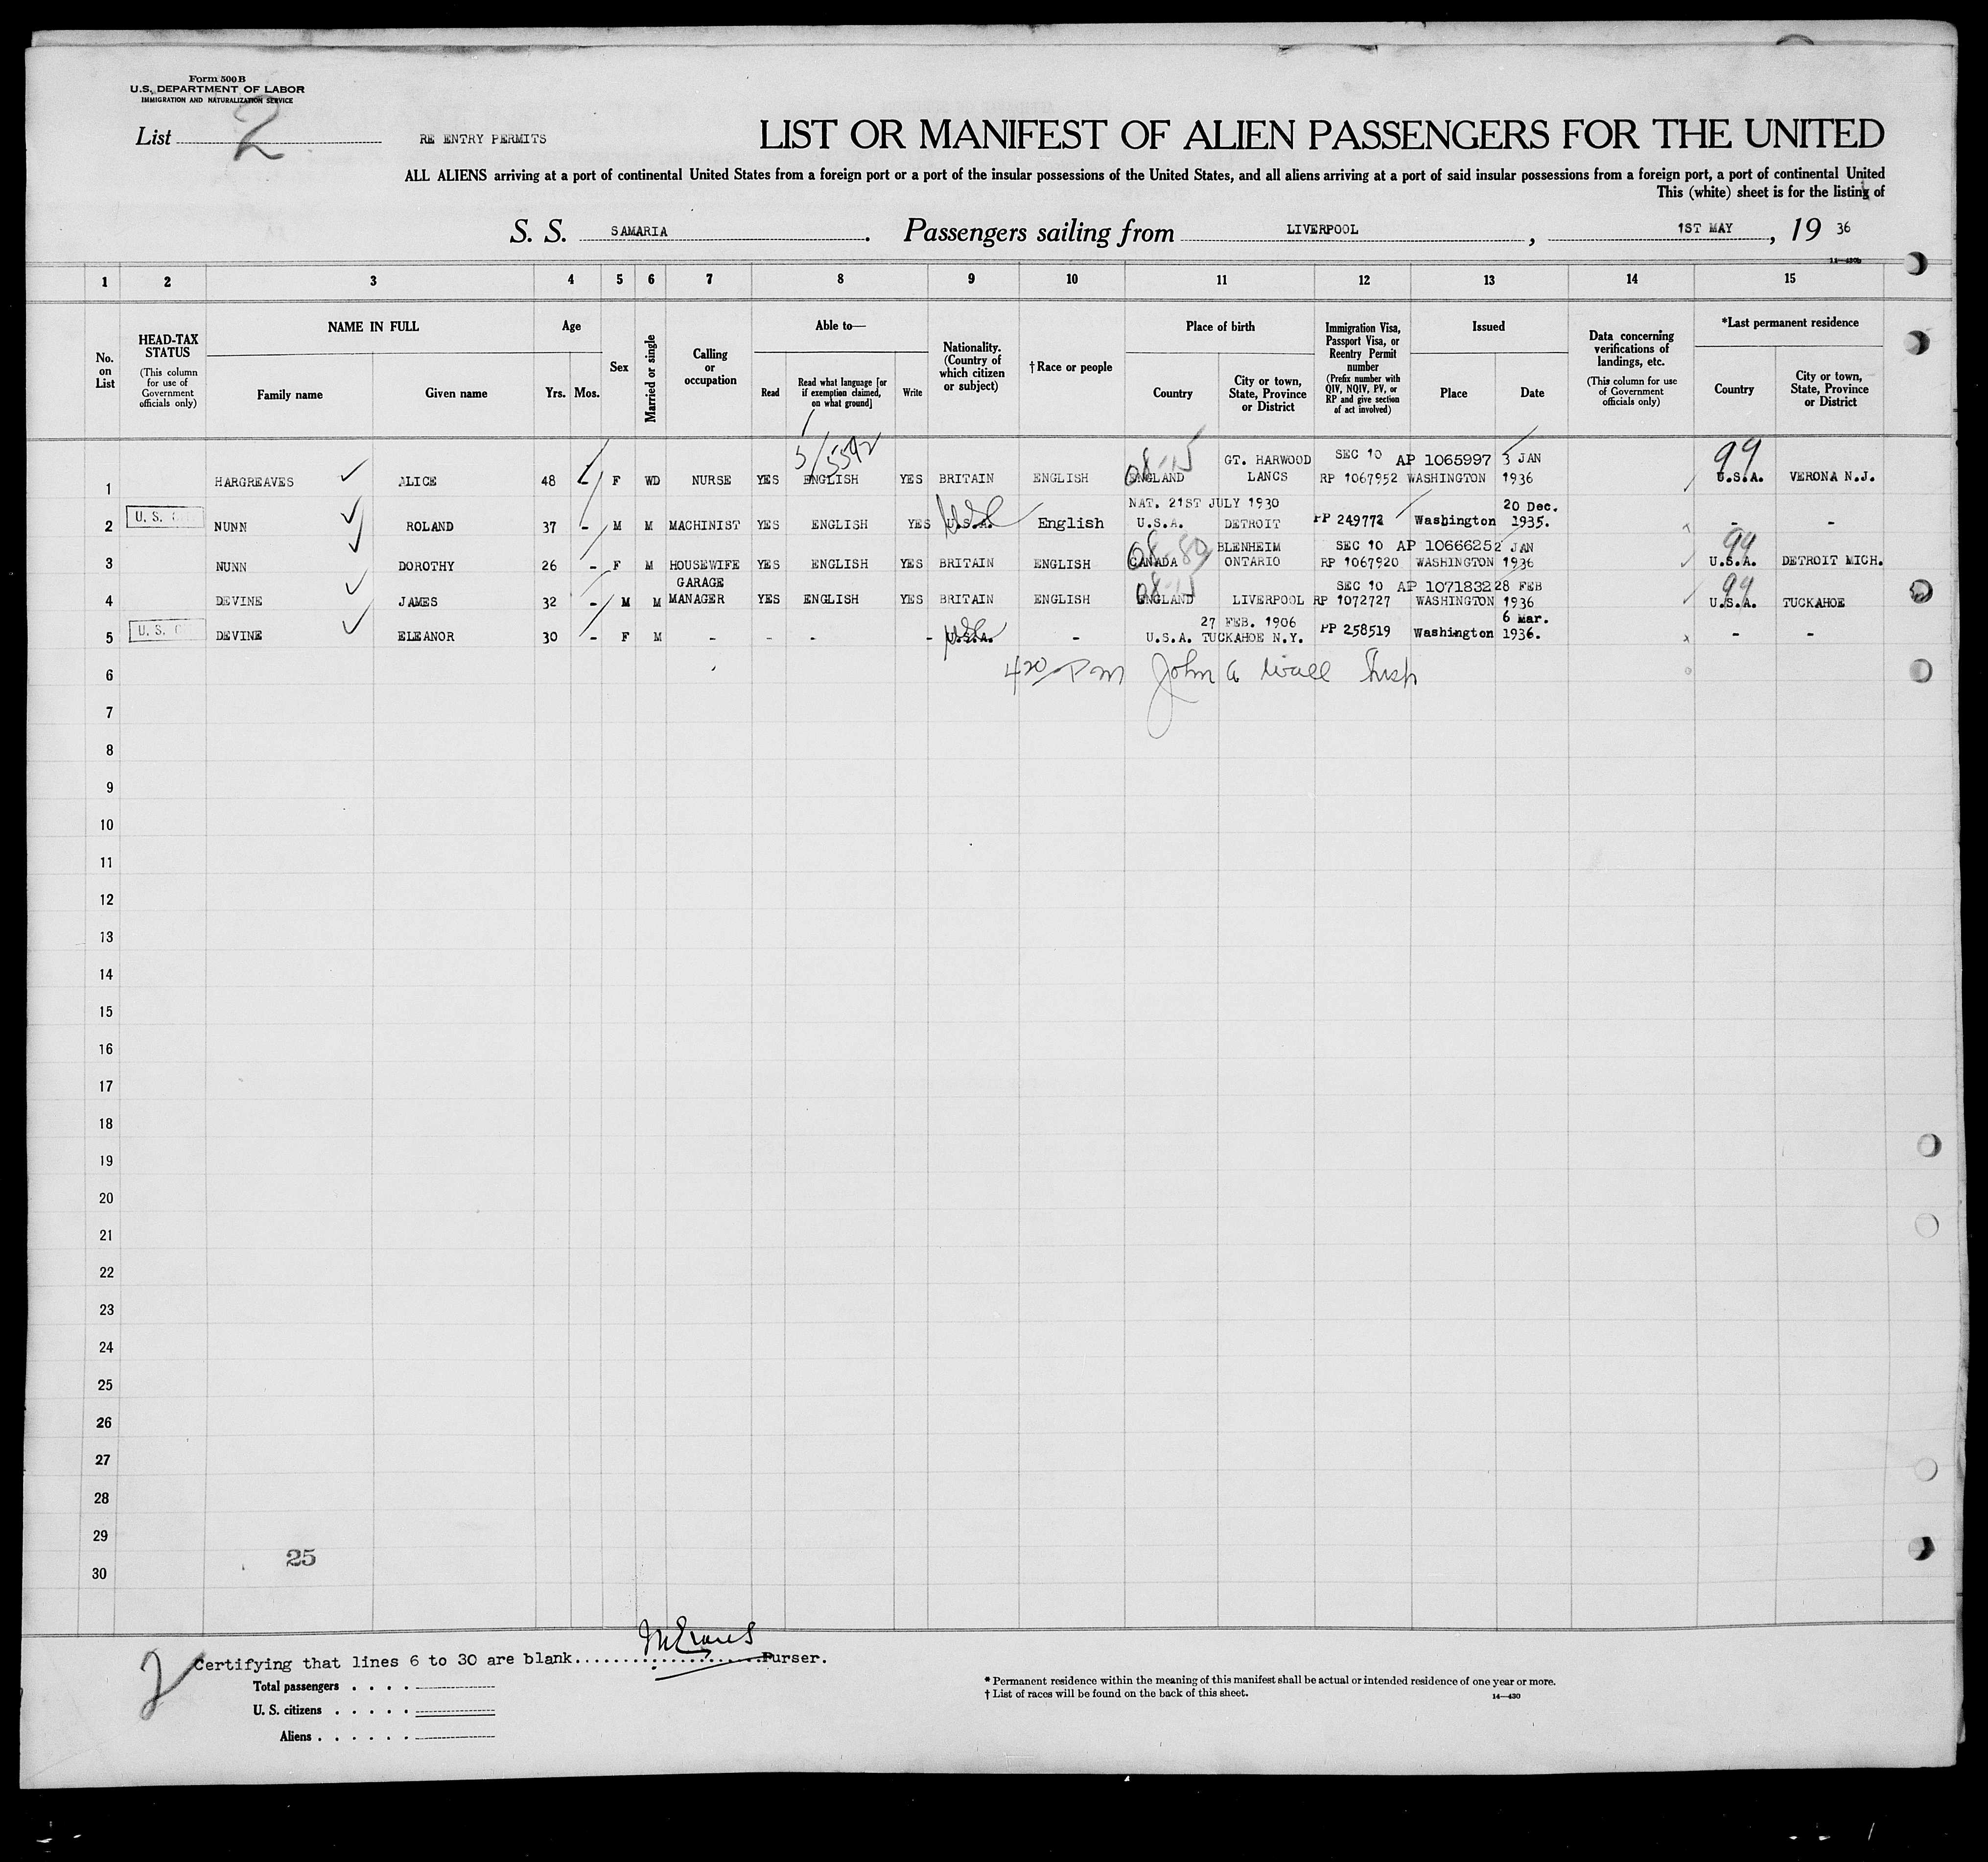 Form 500 B
U.S. DEPARTMENT OF LABOR
IMMIGRATION AND NATURALIZATION SERVICE
List 2
RE ENTRY PERMITS
LIST OR MANIFEST OF ALIEN PASSENGERS FOR THE UNITED
ALL ALIENS arriving at a port of continental United States from a foreign port or a port of the insular possessions of the United States, and all aliens arriving at a port of said insular possessions from a foreign port, a port of continental United
This (white) sheet is for the listing of
S. S. SAMARIA. Passengers sailing from LIVERPOOL, 1ST MAY, 19 36
1 2 3 4 5 6 7 8 9 10 11 12 13 14 15
No. on List
HEAD-TAX STATUS
(This column for use of Government officials only)
NAME IN FULL
Family name
Given name
Age
Yrs. Mos.
Sex
Married or single
Calling or occupation
Able to—
Read
Read what language [or if exemption claimed, on what ground]
Write
Nationality. (Country of which citizen or subject)
† Race or people
Place of birth
Country
City or town, State, Province or District
Immigration Visa, Passport Visa, or Reentry Permit number
(Prefix number with QIV, NQIV, PV, or RP and give section of act involved)
Issued
Place
Date
Data concerning verifications of landings, etc.
(This column for use of Government officials only)
*Last permanent residence
Country
City or town, State, Province or District
5/5592 08-15 GT. HARWOOD SEC 10 AP 1065997 3 JAN 99
1 HARGREAVES ALICE 48 F WD NURSE YES ENGLISH YES BRITAIN ENGLISH ENGLAND LANCS RP 1067952 WASHINGTON 1936 U.S.A. VERONA N.J.
U. S. NAT. 21ST JULY 1930 20 Dec.
2 NUNN ROLAND 37 - M M MACHINIST YES ENGLISH YES U.S.A. English U.S.A. DETROIT PP 249772 Washington 1935. - -
08-89 BLENHEIM SEC 10 AP 1066625 2 JAN 99
3 NUNN DOROTHY 26 - F M HOUSEWIFE YES ENGLISH YES BRITAIN ENGLISH CANADA ONTARIO RP 1067920 WASHINGTON 1936 U.S.A. DETROIT MICH.
GARAGE 08-15 SEC 10 AP 1071832 28 FEB 99
4 DEVINE JAMES 32 - M M MANAGER YES ENGLISH YES BRITAIN ENGLISH ENGLAND LIVERPOOL RP 1072727 WASHINGTON 1936 U.S.A. TUCKAHOE
U. S. C 27 FEB. 1906 6 Mar.
5 DEVINE ELEANOR 30 - F M - - - - U.S.A. - U.S.A. TUCKAHOE N.Y. PP 258519 Washington 1936. - -
6 4 20 Pm John A Wall Insp
7
8
9
10
11
12
13
14
15
16
17
18
19
20
21
22
23
24
25
26
27
28
29
25
30
2 Certifying that lines 6 to 30 are blank.......................Purser.
Total passengers . . . .
U. S. citizens . . . . .
Aliens . . . . . .
* Permanent residence within the meaning of this manifest shall be actual or intended residence of one year or more.
† List of races will be found on the back of this sheet.
14—430